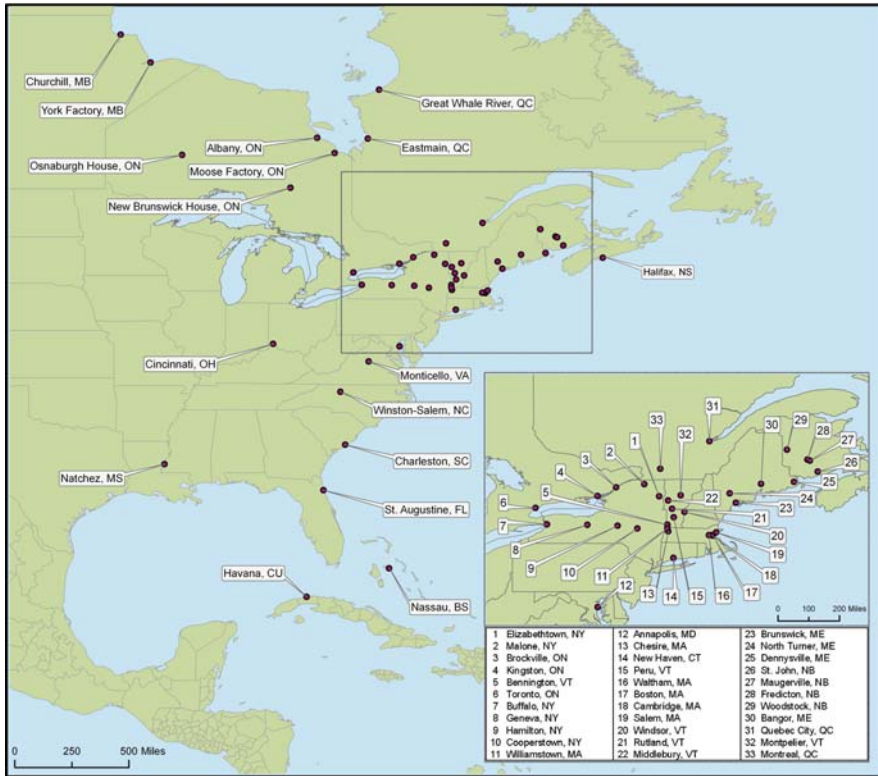 Churchill, MB
York Factory, MB
Great Whale River, QC
Albany, ON
Eastmain, QC
Osnaburgh House, ON
Moose Factory, ON
New Brunswick House, ON
Halifax, NS
Cincinnati, OH
Monticello, VA
Winston-Salem, NC
Charleston, SC
Natchez, MS
St. Augustine, FL
Havana, CU
Nassau, BS
31
33
30
29
1
32
28
2
27
3
26
4
5
22
25
6
24
23
7
21
8
20
9
19
10
18
11
12
13
14
15
16
17
0 100 200
Miles
1 Elizabethtown, NY
2 Malone, NY
3 Brockville, ON
4 Kingston, ON
5 Bennington, VT
6 Toronto, ON
7 Buffalo, NY
8 Geneva, NY
9 Hamilton, NY
10 Cooperstown, NY
11 Williamstown, MA
12 Annapolis, MD
13 Chesire, MA
14 New Haven, CT
15 Peru, VT
16 Waltham, MA
17 Boston, MA
18 Cambridge, MA
19 Salem, MA
20 Windsor, VT
21 Rutland, VT
22 Middlebury, VT
23 Brunswick, ME
24 North Turner, ME
25 Dennysville, ME
26 St. John, NB
27 Maugerville, NB
28 Fredicton, NB
29 Woodstock, NB
30 Bangor, ME
31 Quebec City, QC
32 Montpelier, VT
33 Montreal, QC
0 250 500 Miles